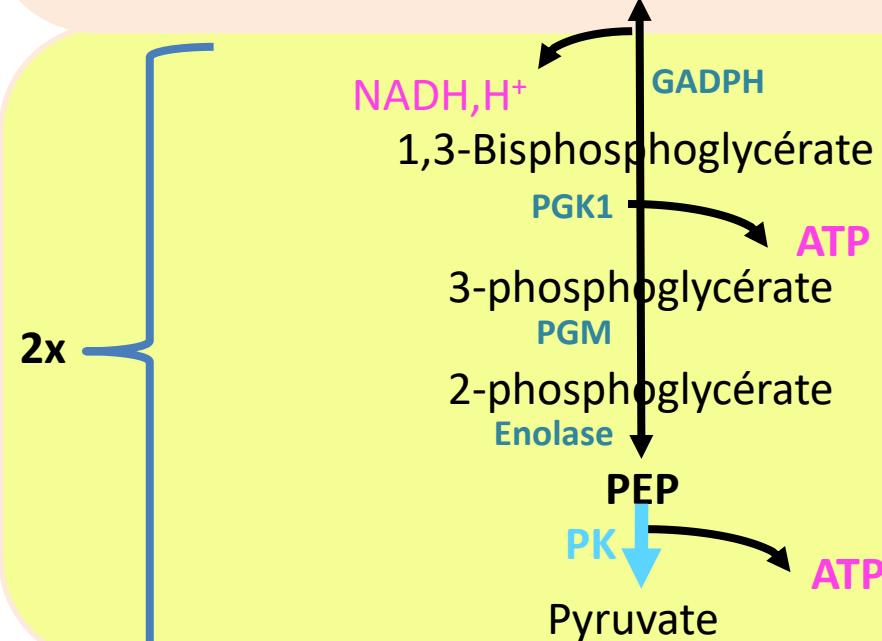 GADPH
NADH,H⁺
1,3-Bisphosphoglycérate
PGK1
ATP
3-phosphoglycérate
PGM
2x
2-phosphoglycérate
Enolase
PEP
PK
ATP
Pyruvate